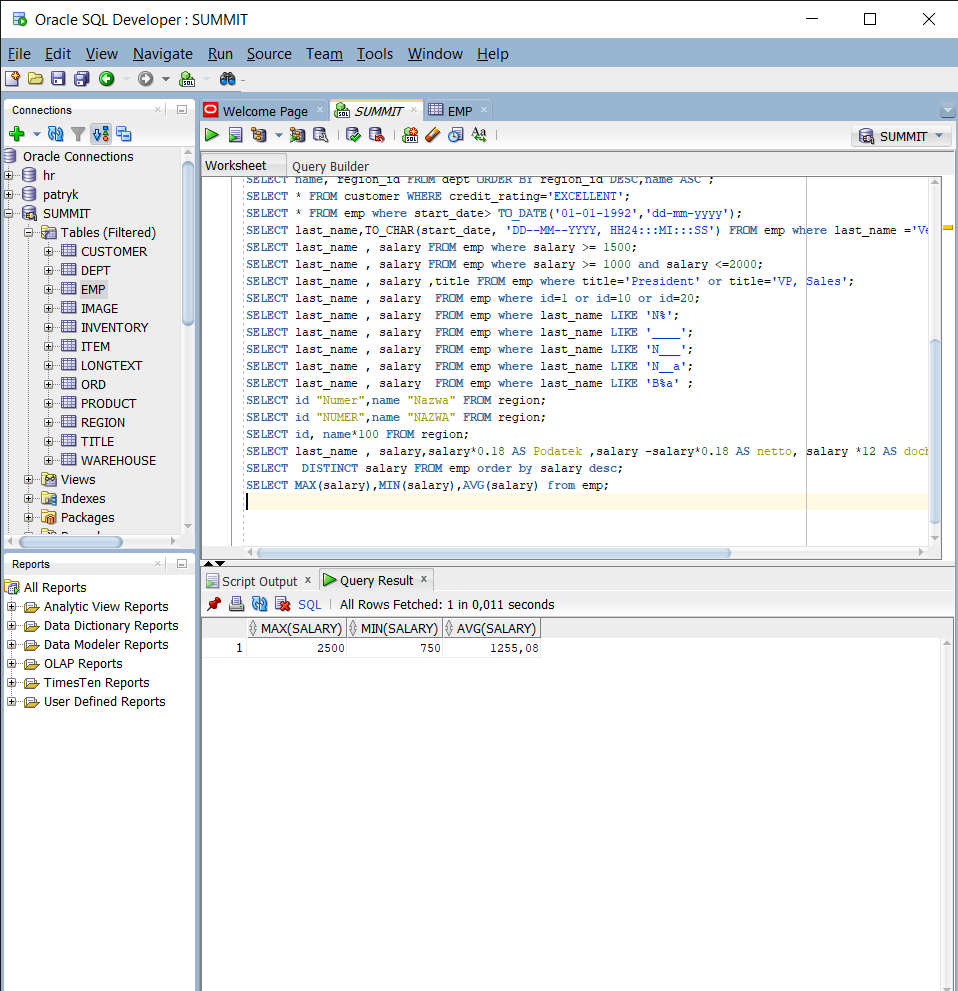 Oracle SQL Developer : SUMMIT
File Edit View Navigate Run Source Team Tools Window Help
Connections
Oracle Connections
hr
patryk
SUMMIT
Tables (Filtered)
CUSTOMER
DEPT
EMP
IMAGE
INVENTORY
ITEM
LONGTEXT
ORD
PRODUCT
REGION
TITLE
WAREHOUSE
Views
Indexes
Packages
Reports
All Reports
Analytic View Reports
Data Dictionary Reports
Data Modeler Reports
OLAP Reports
TimesTen Reports
User Defined Reports
Welcome Page SUMMIT EMP
SUMMIT
Worksheet Query Builder
SELECT name, region_id FROM dept ORDER BY region_id DESC,name ASC ;
SELECT * FROM customer WHERE credit_rating='EXCELLENT';
SELECT * FROM emp where start_date> TO_DATE('01-01-1992','dd-mm-yyyy');
SELECT last_name,TO_CHAR(start_date, 'DD--MM--YYYY, HH24:::MI:::SS') FROM emp where last_name ='Ve
SELECT last_name , salary FROM emp where salary >= 1500;
SELECT last_name , salary FROM emp where salary >= 1000 and salary <=2000;
SELECT last_name , salary ,title FROM emp where title='President' or title='VP, Sales';
SELECT last_name , salary  FROM emp where id=1 or id=10 or id=20;
SELECT last_name , salary  FROM emp where last_name LIKE 'N%';
SELECT last_name , salary  FROM emp where last_name LIKE '____';
SELECT last_name , salary  FROM emp where last_name LIKE 'N___';
SELECT last_name , salary  FROM emp where last_name LIKE 'N__a';
SELECT last_name , salary  FROM emp where last_name LIKE 'B%a' ;
SELECT id "Numer",name "Nazwa" FROM region;
SELECT id "NUMER",name "NAZWA" FROM region;
SELECT id, name*100 FROM region;
SELECT last_name , salary,salary*0.18 AS Podatek ,salary -salary*0.18 AS netto, salary *12 AS doch
SELECT  DISTINCT salary FROM emp order by salary desc;
SELECT MAX(salary),MIN(salary),AVG(salary) from emp;
Script Output Query Result
SQL All Rows Fetched: 1 in 0,011 seconds
MAX(SALARY) MIN(SALARY) AVG(SALARY)
1 2500 750 1255,08